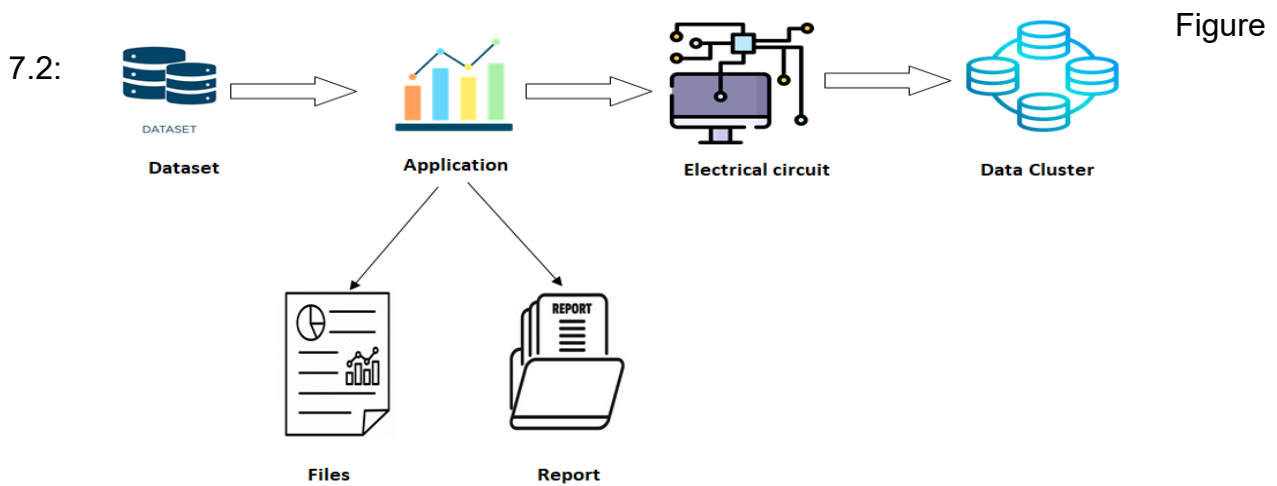 Figure
7.2:
DATASET
Dataset
Application
Electrical circuit
Data Cluster
REPORT
Files
Report